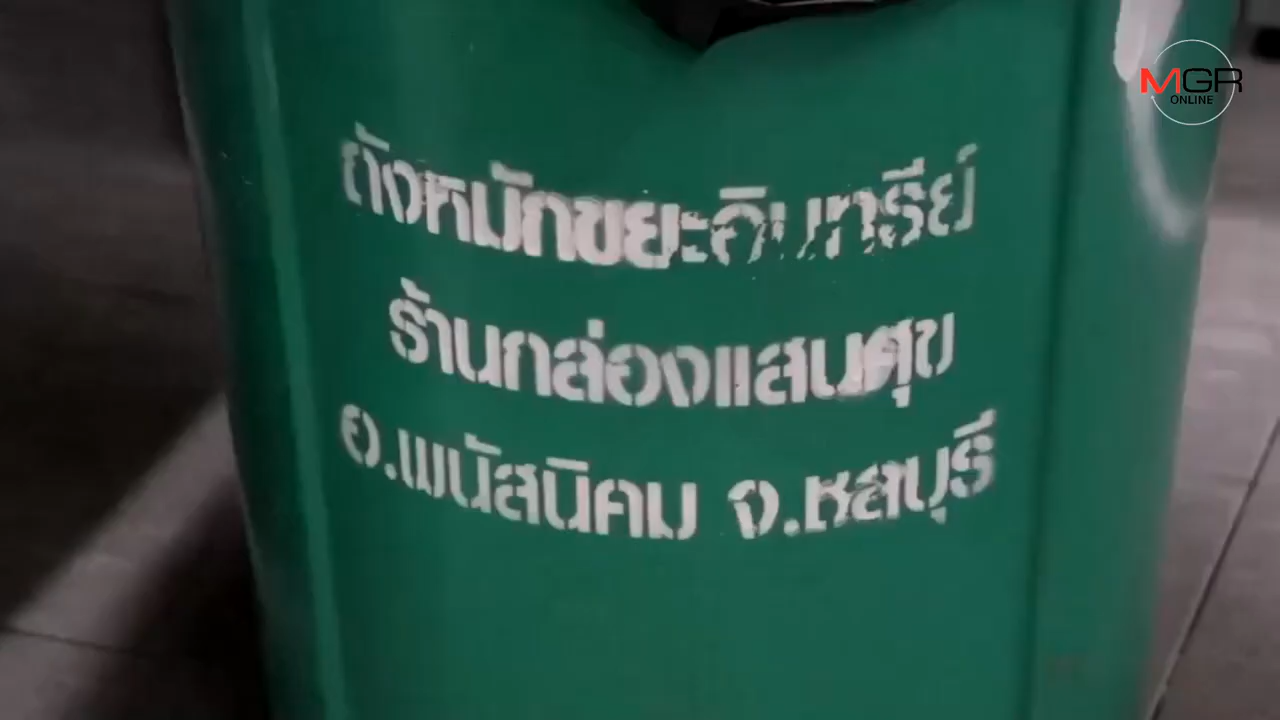 MGR
ONLINE
ถังหมักขยะอินทรีย์
ร้านกล่องแสนสุข
อ.พนัสนิคม จ.ชลบุรี